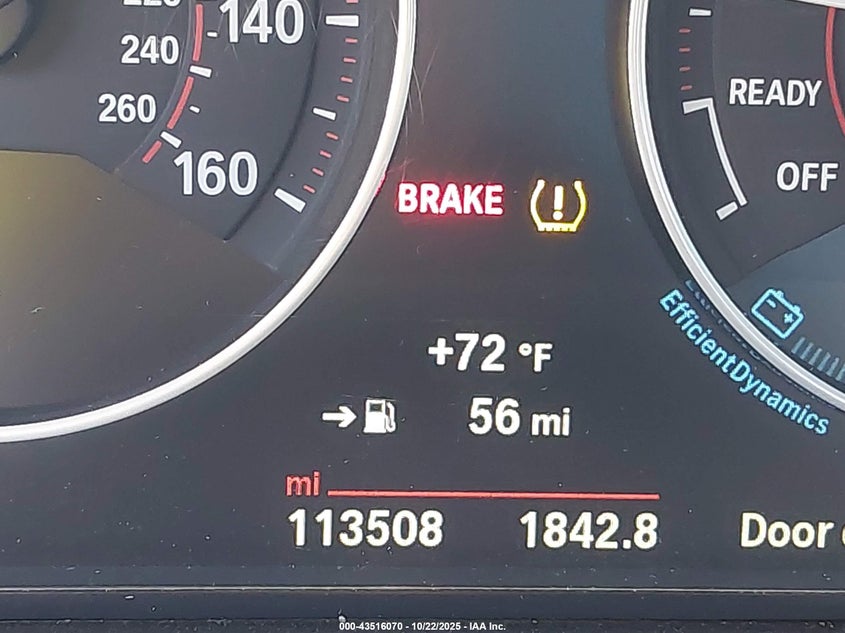 140
240
260
160
READY
OFF
BRAKE
+72 °F
56 mi
EfficientDynamics
mi
113508 1842.8
Door
000-43516070 - 10/22/2025 - IAA Inc.